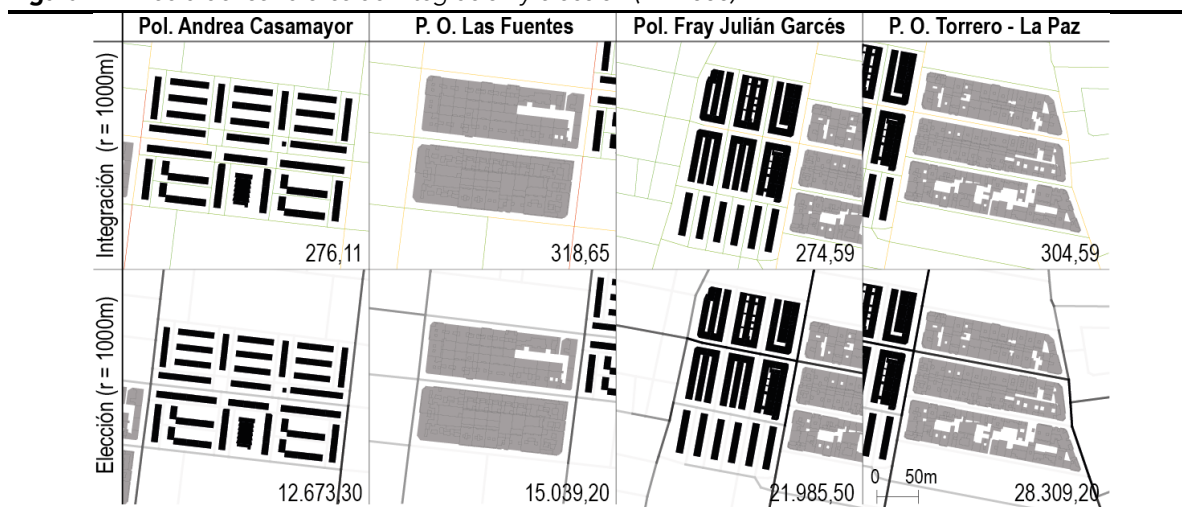 Pol. Andrea Casamayor
P. O. Las Fuentes
Pol. Fray Julián Garcés
P. O. Torrero - La Paz
Integración (r = 1000m)
276,11
318,65
274,59
304,59
Elección (r = 1000m)
12.673,30
15.039,20
21.985,50
0 50m
28.309,20